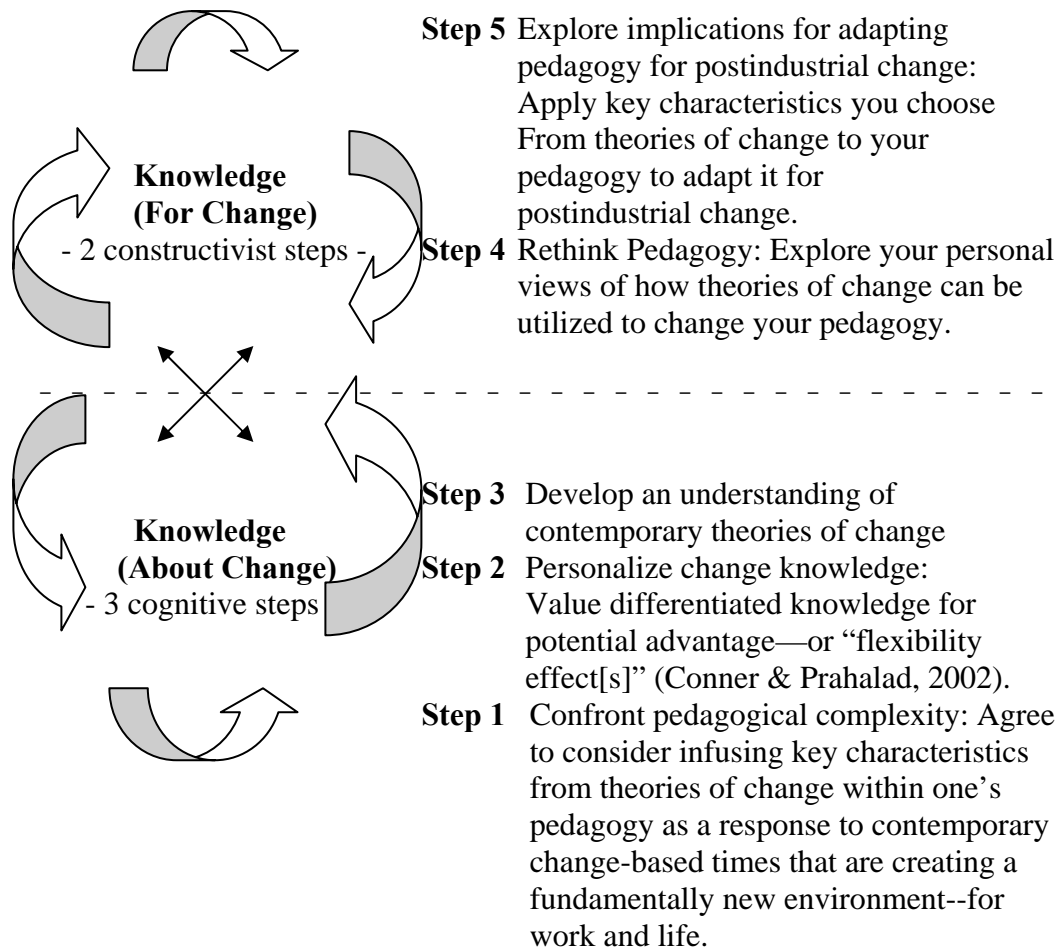 Step 5 Explore implications for adapting
pedagogy for postindustrial change:
Apply key characteristics you choose
From theories of change to your
pedagogy to adapt it for
postindustrial change.
Knowledge
(For Change)
- 2 constructivist steps -
Step 4 Rethink Pedagogy: Explore your personal
views of how theories of change can be
utilized to change your pedagogy.
Knowledge
(About Change)
- 3 cognitive steps
Step 3 Develop an understanding of
contemporary theories of change
Step 2 Personalize change knowledge:
Value differentiated knowledge for
potential advantage—or “flexibility
effect[s]” (Conner & Prahalad, 2002).
Step 1 Confront pedagogical complexity: Agree
to consider infusing key characteristics
from theories of change within one’s
pedagogy as a response to contemporary
change-based times that are creating a
fundamentally new environment--for
work and life.